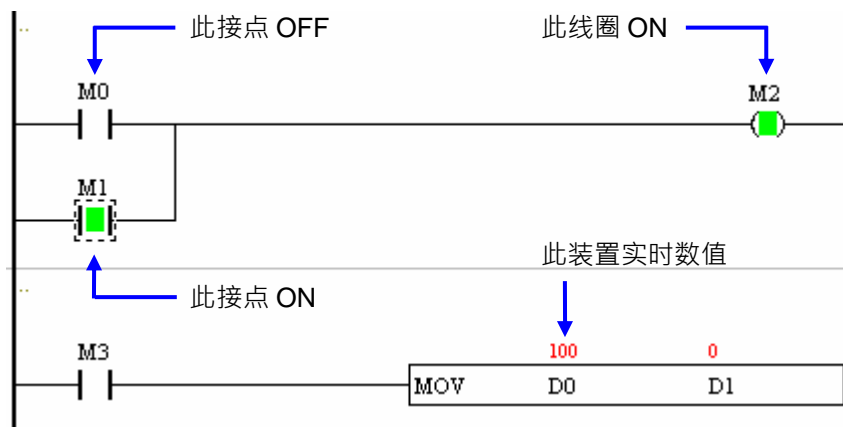 此接点 OFF
此线圈 ON
M0
M2
M1
此装置实时数值
此接点 ON
M3
100
0
MOV D0 D1